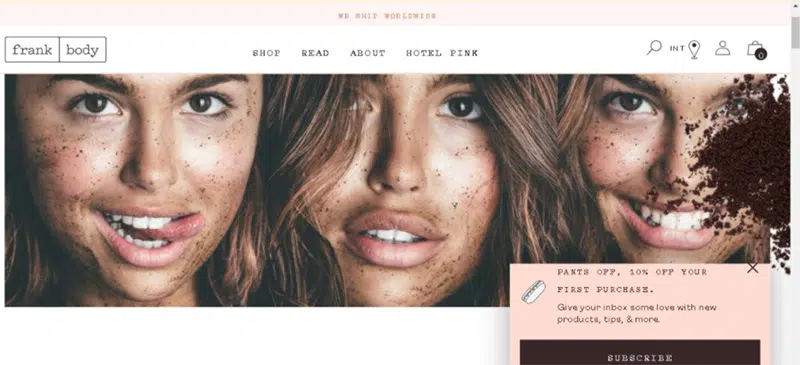 WE SHIP WORLDWIDE
frank body
SHOP READ ABOUT HOTEL PINK
INT
0
PANTS OFF, 10% OFF YOUR
FIRST PURCHASE.
Give your inbox some love with new
products, tips, & more.
SUBSCRIBE